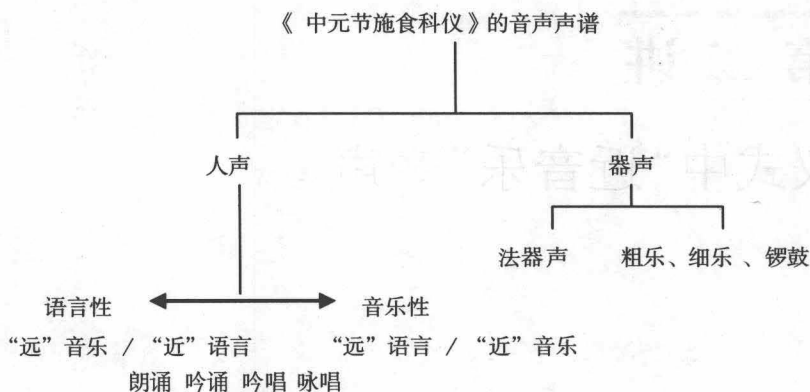 《 中元节施食科仪 》的音声声谱
人声 器声
法器声 粗乐、细乐 、锣鼓
语言性 音乐性
“远”音乐 / “近”语言 “远”语言 / “近”音乐
朗诵 吟诵 吟唱 咏唱